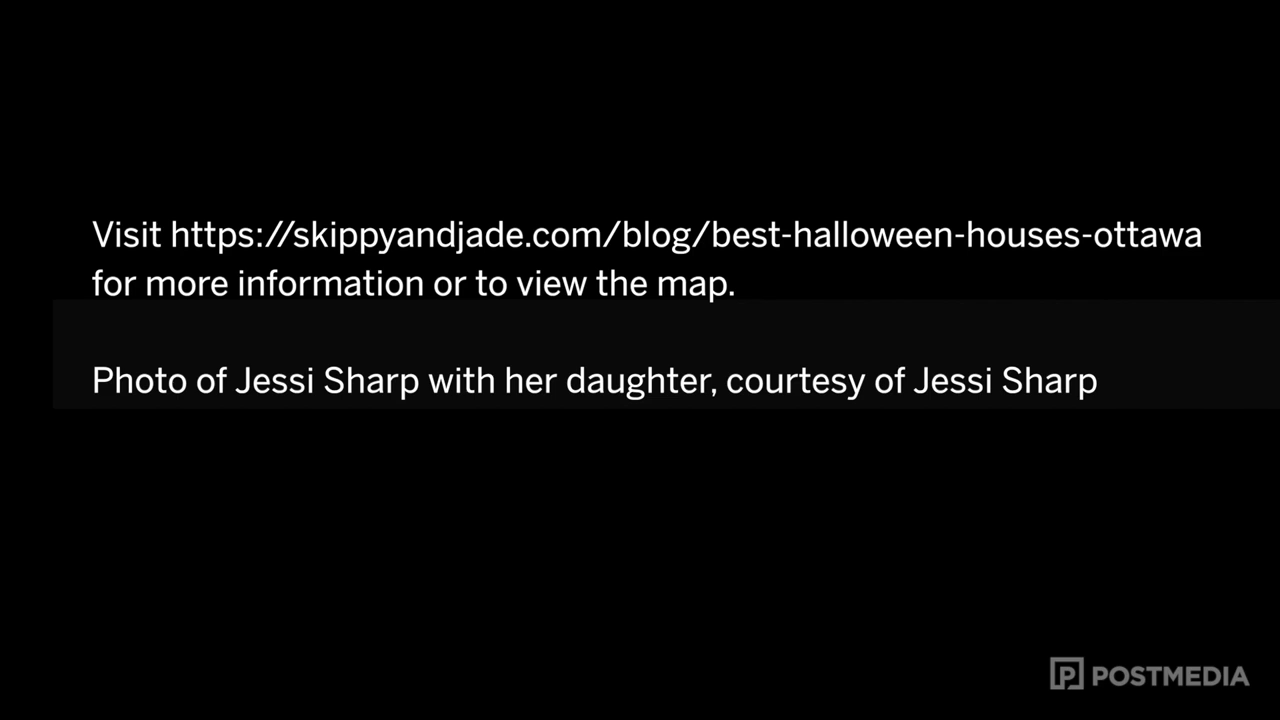 Visit https://skippyandjade.com/blog/best-halloween-houses-ottawa
for more information or to view the map.
Photo of Jessi Sharp with her daughter, courtesy of Jessi Sharp
P POSTMEDIA